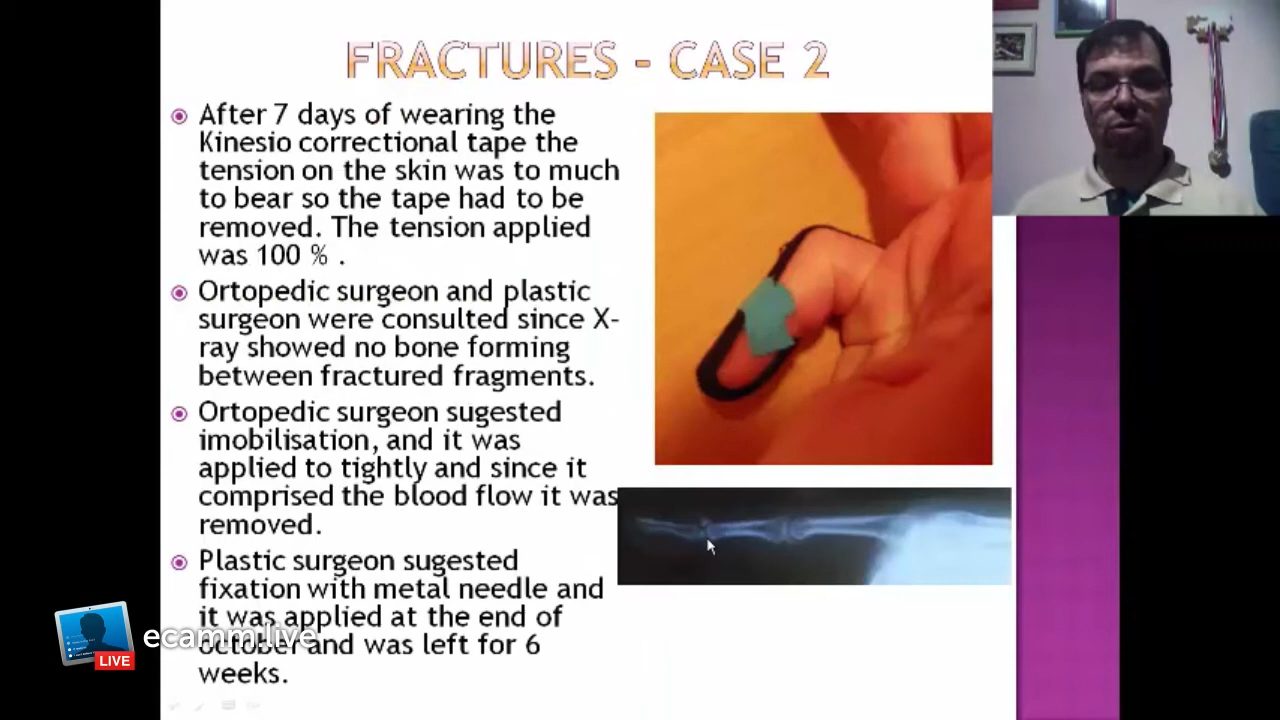 FRACTURES - CASE 2
After 7 days of wearing the
Kinesio correctional tape the
tension on the skin was to much
to bear so the tape had to be
removed. The tension applied
was 100 % .
Ortopedic surgeon and plastic
surgeon were consulted since X-
ray showed no bone forming
between fractured fragments.
Ortopedic surgeon sugested
imobilisation, and it was
applied to tightly and since it
comprised the blood flow it was
removed.
Plastic surgeon sugested
fixation with metal needle and
it was applied at the end of
october and was left for 6
weeks.
ecamm.live
LIVE